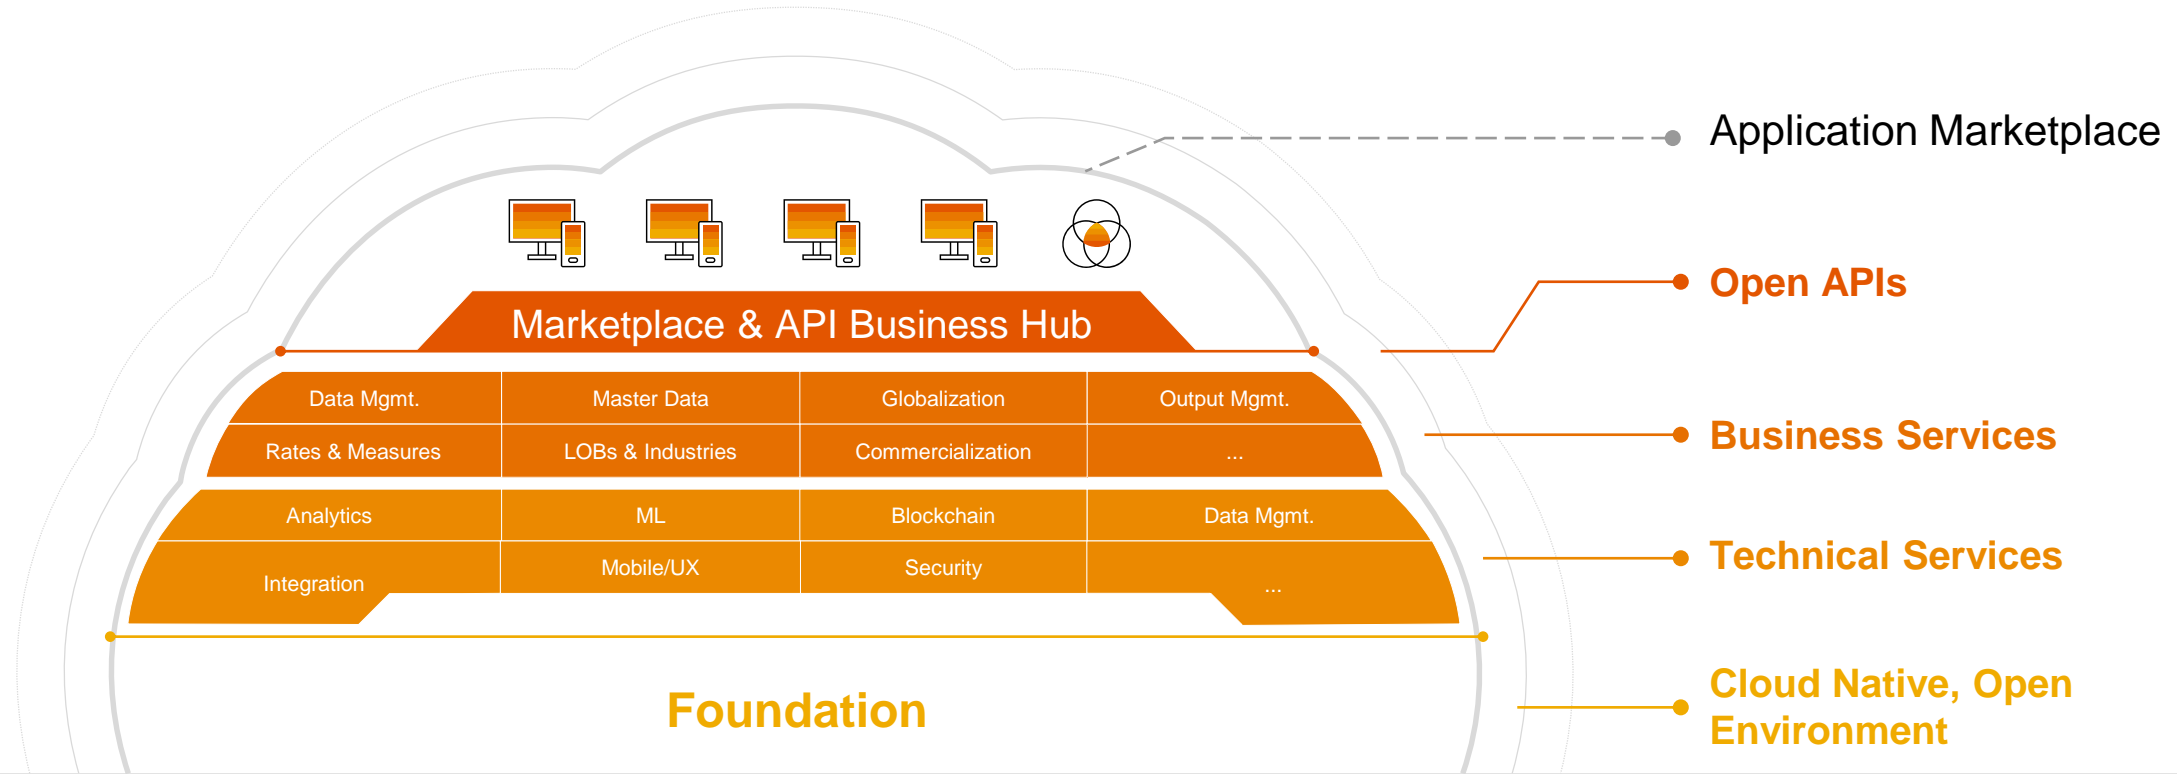 Application Marketplace
Open APIs
Marketplace & API Business Hub
Data Mgmt.
Master Data
Globalization
Output Mgmt.
Rates & Measures
LOBs & Industries
Commercialization
...
Business Services
Analytics
ML
Blockchain
Data Mgmt.
Integration
Mobile/UX
Security
...
Technical Services
Foundation
Cloud Native, Open
Environment